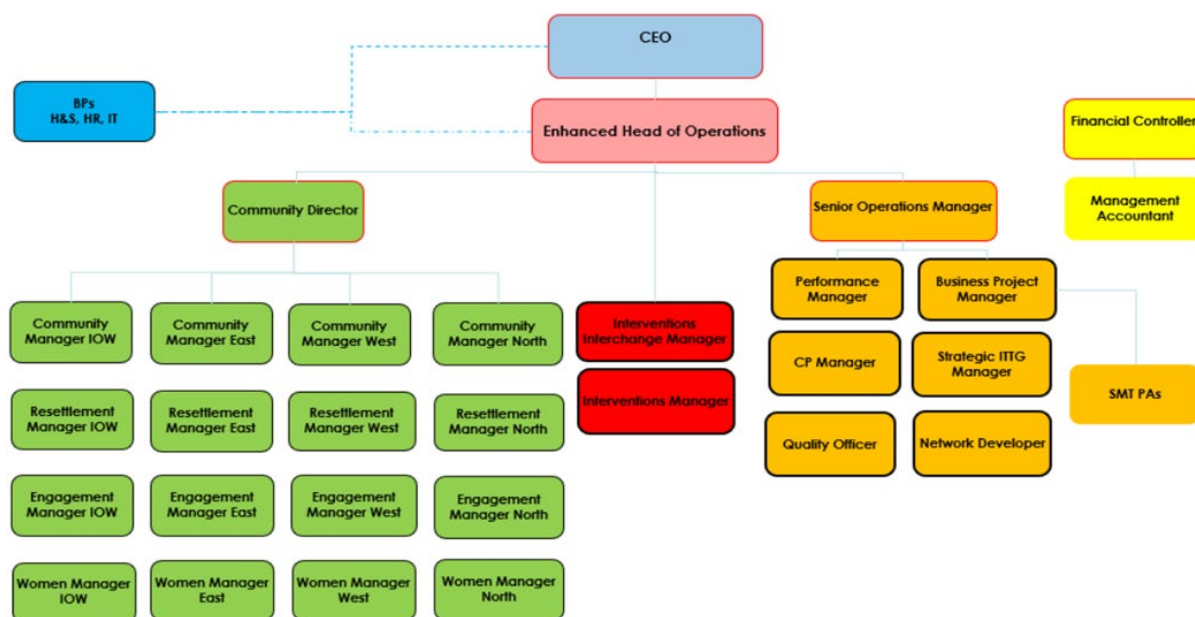 CEO
BPs
H&S, HR, IT
Enhanced Head of Operations
Financial Controller
Community Director
Senior Operations Manager
Management
Accountant
Performance
Manager
Business Project
Manager
Community
Manager IOW
Community
Manager East
Community
Manager West
Community
Manager North
Interventions
Interchange Manager
CP Manager
Strategic ITTG
Manager
Resettlement
Manager IOW
Resettlement
Manager East
Resettlement
Manager West
Resettlement
Manager North
Interventions Manager
SMT PAs
Quality Officer
Network Developer
Engagement
Manager IOW
Engagement
Manager East
Engagement
Manager West
Engagement
Manager North
Women Manager
IOW
Women Manager
East
Women Manager
West
Women Manager
North